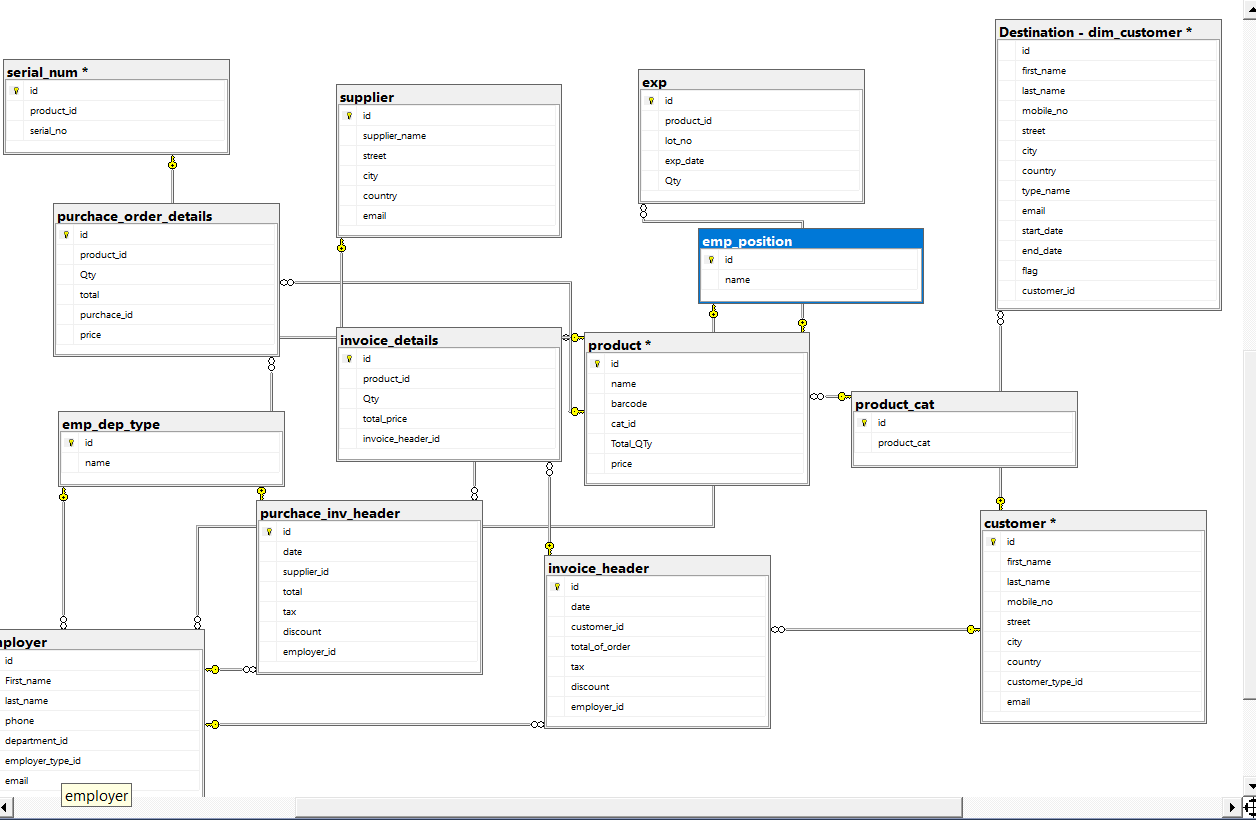 serial_num *
id
product_id
serial_no
supplier
id
supplier_name
street
city
country
email
exp
id
product_id
lot_no
exp_date
Qty
Destination - dim_customer *
id
first_name
last_name
mobile_no
street
city
country
type_name
email
start_date
end_date
flag
customer_id
purchace_order_details
id
product_id
Qty
total
purchace_id
price
emp_position
id
name
invoice_details
id
product_id
Qty
total_price
invoice_header_id
product *
id
name
barcode
cat_id
Total_QTy
price
product_cat
id
product_cat
emp_dep_type
id
name
purchace_inv_header
id
date
supplier_id
total
tax
discount
employer_id
invoice_header
id
date
customer_id
total_of_order
tax
discount
employer_id
customer *
id
first_name
last_name
mobile_no
street
city
country
customer_type_id
email
mployer
id
First_name
last_name
phone
department_id
employer_type_id
email
employer